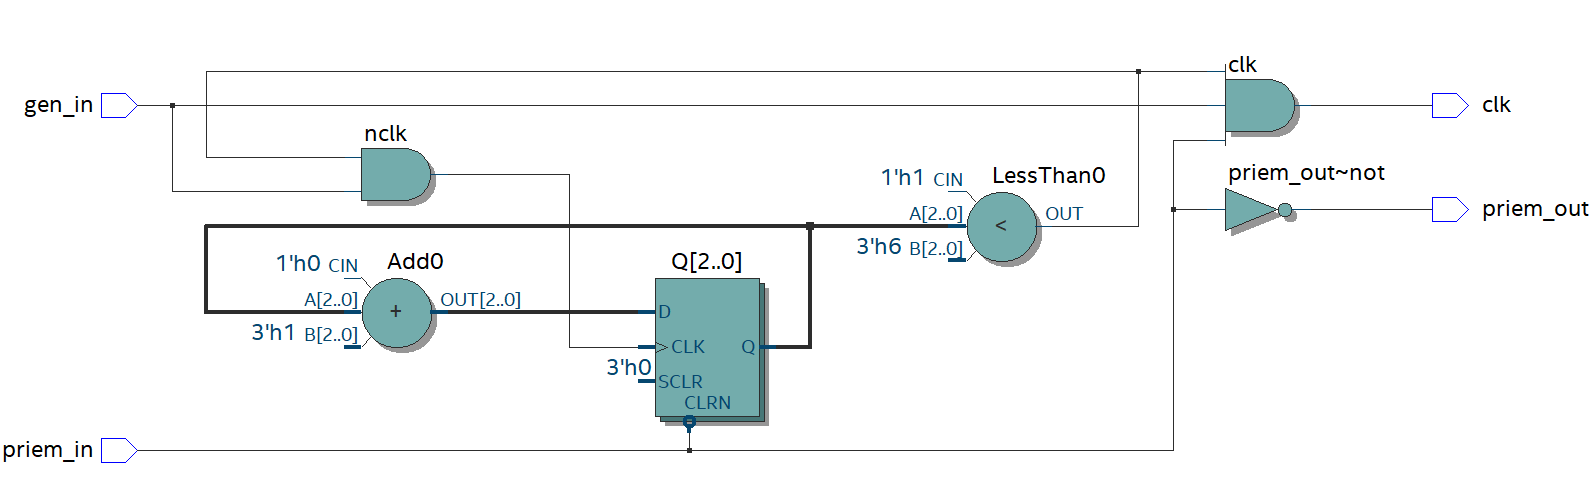 clk
gen_in
clk
nclk
priem_out~not
LessThan0
1'h1 CIN
A[2..0]
OUT
priem_out
<
3'h6 B[2..0]
Add0
Q[2..0]
1'h0 CIN
A[2..0]
OUT[2..0]
+
D
3'h1 B[2..0]
CLK
Q
3'h0
SCLR
CLRN
priem_in